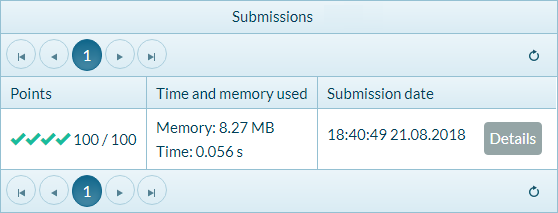 Submissions
1
Points Time and memory used Submission date
100 / 100 Memory: 8.27 MB 18:40:49 21.08.2018 Details
Time: 0.056 s
1